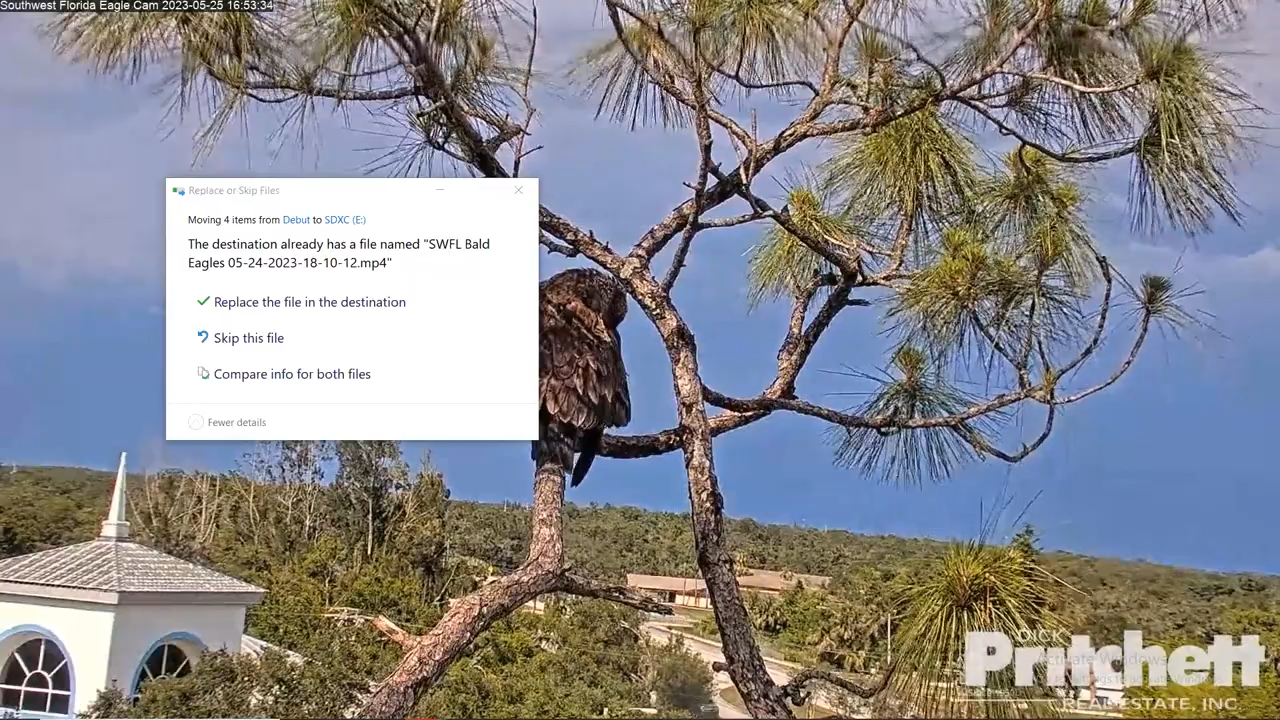 Southwest Florida Eagle Cam 2023-05-25 16:53:34
Replace or Skip Files
Moving 4 items from Debut to SDXC (E:)
The destination already has a file named "SWFL Bald
Eagles 05-24-2023-18-10-12.mp4"
Replace the file in the destination
Skip this file
Compare info for both files
Fewer details
DICK
Pritchett
Activate Windows
REAL ESTATE, INC